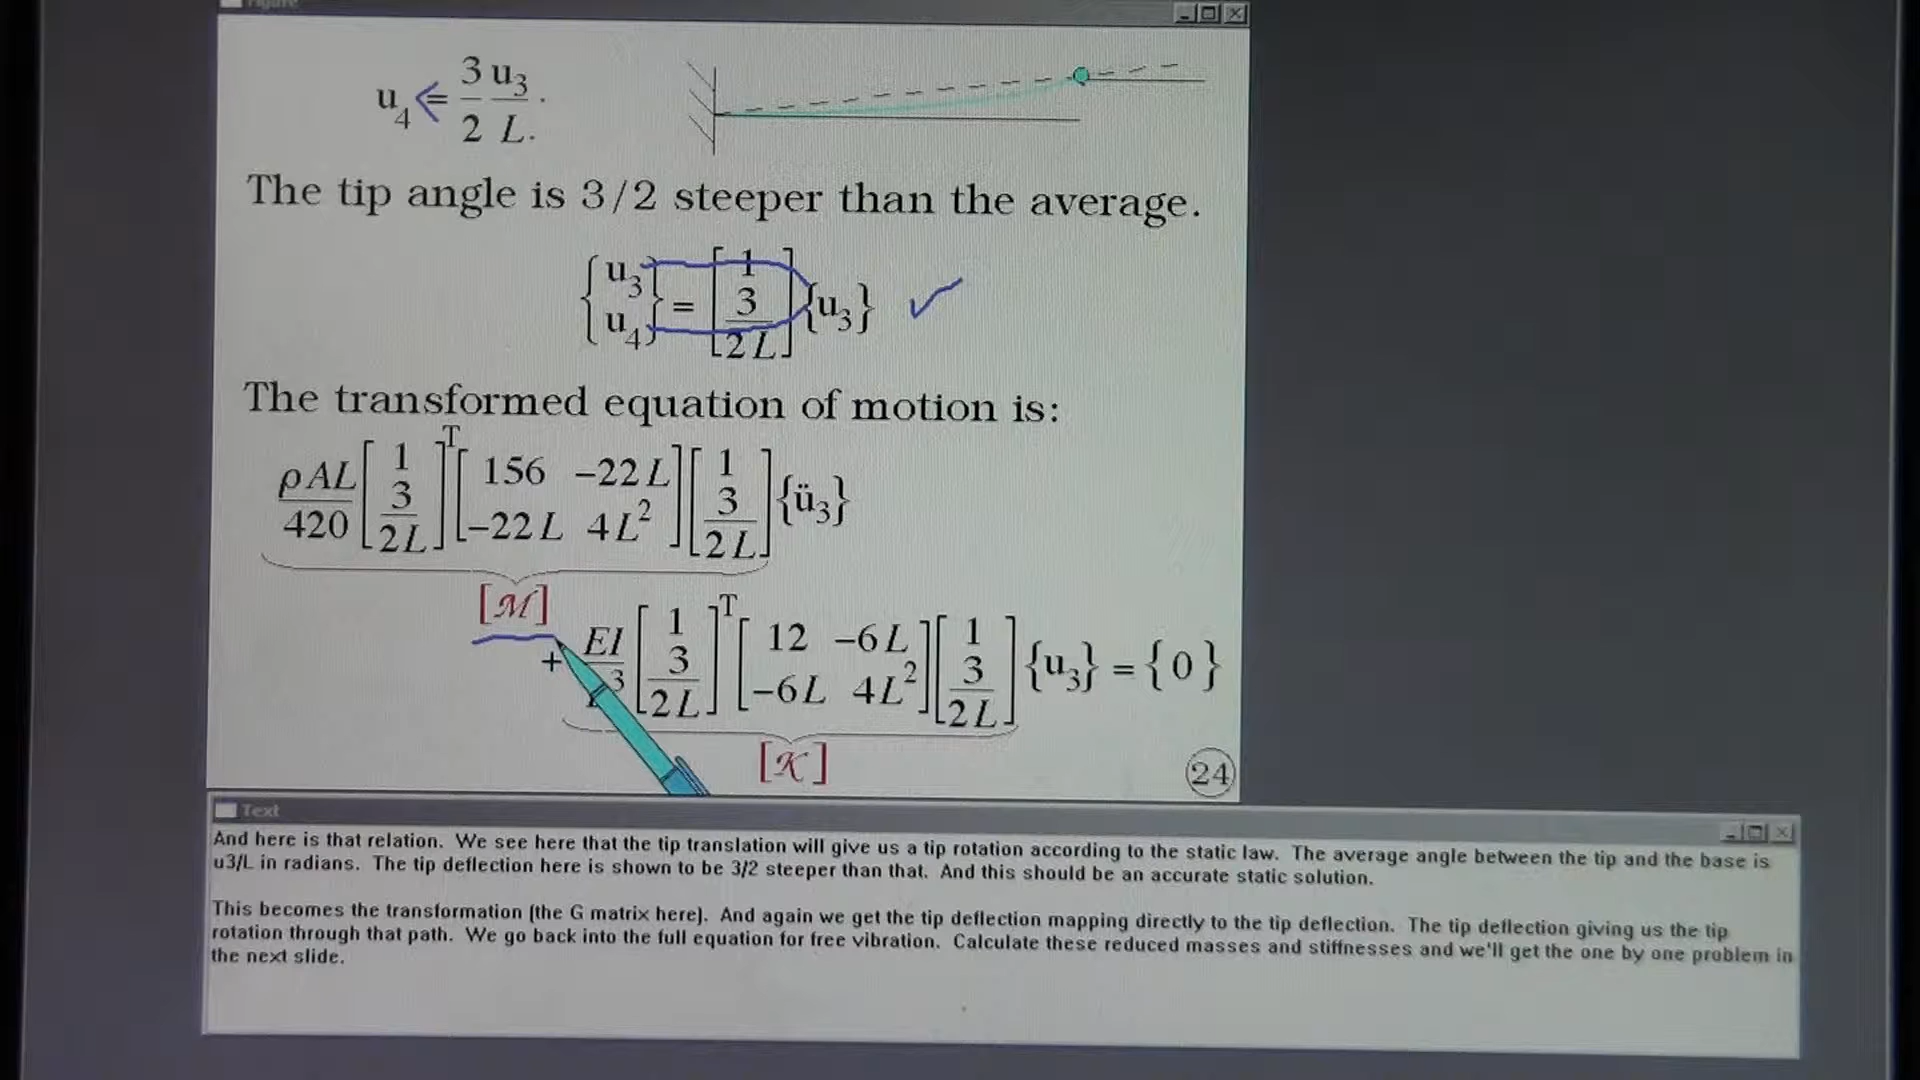 Figure
u₄ = 3/2 u₃/L.
The tip angle is 3/2 steeper than the average.
{u₃ u₄} = [1 3/2L] {u₃} ✓
The transformed equation of motion is:
ρAL/420 [1 3/2L]ᵀ [156 −22L −22L 4L²] [1 3/2L] {ü₃}
[M]
+ EI/ 3 [1 3/2L]ᵀ [12 −6L −6L 4L²] [1 3/2L] {u₃} = {0}
[K]
24
Text
And here is that relation. We see here that the tip translation will give us a tip rotation according to the static law. The average angle between the tip and the base is
u3/L in radians. The tip deflection here is shown to be 3/2 steeper than that. And this should be an accurate static solution.
This becomes the transformation (the G matrix here). And again we get the tip deflection mapping directly to the tip deflection. The tip deflection giving us the tip
rotation through that path. We go back into the full equation for free vibration. Calculate these reduced masses and stiffnesses and we'll get the one by one problem in
the next slide.